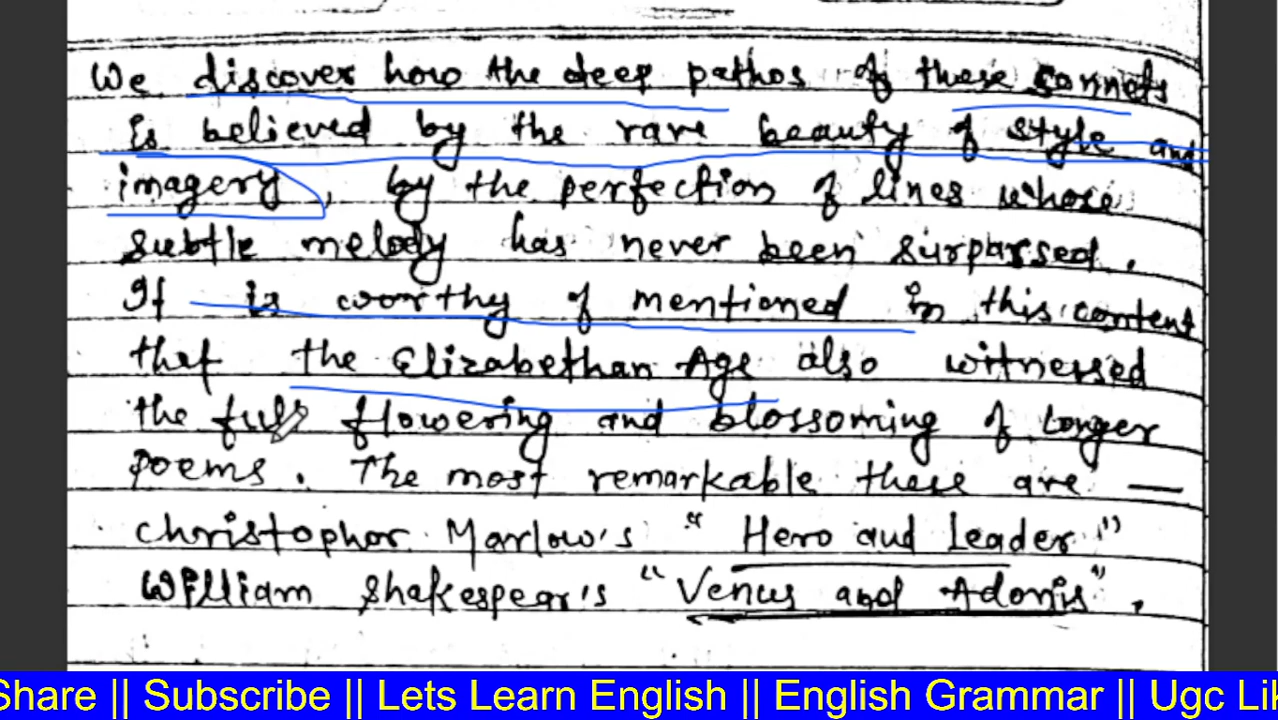 We discover how the deep pathos of these sonnets
is believed by the rare beauty of style and
imagery, by the perfection of lines whose
subtle melody has never been surparsed.
It is worthy of mentioned in this content
that the Elizabethan Age also witnessed
the full flowering and blossoming of longer
poems. The most remarkable these are —
Christophar Marlow's "Hero and Leader"
William Shakespear's "Venus and Adonis".
Share || Subscribe || Lets Learn English || English Grammar || Ugc Lik